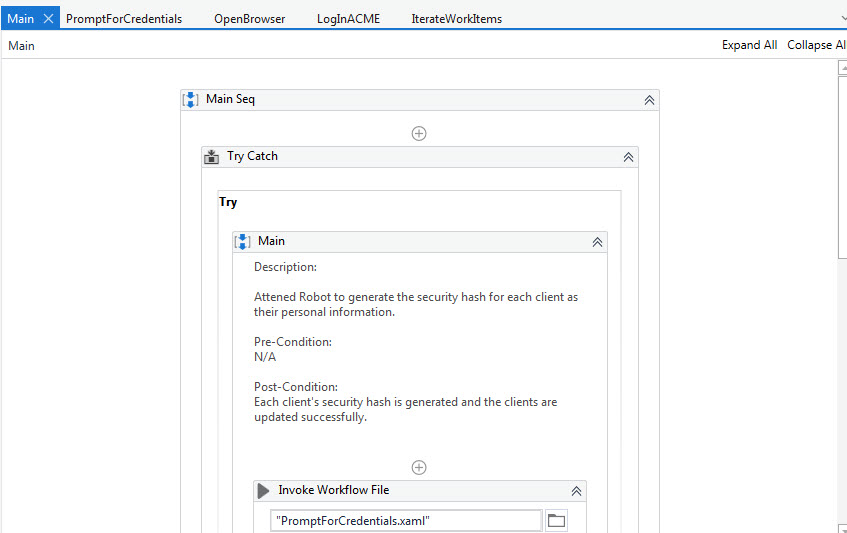 Main PromptForCredentials OpenBrowser LogInACME IterateWorkItems
Main Expand All Collapse Al
Main Seq
Try Catch
Try
Main
Description:
Attened Robot to generate the security hash for each client as
their personal information.
Pre-Condition:
N/A
Post-Condition:
Each client's security hash is generated and the clients are
updated successfully.
Invoke Workflow File
"PromptForCredentials.xaml"